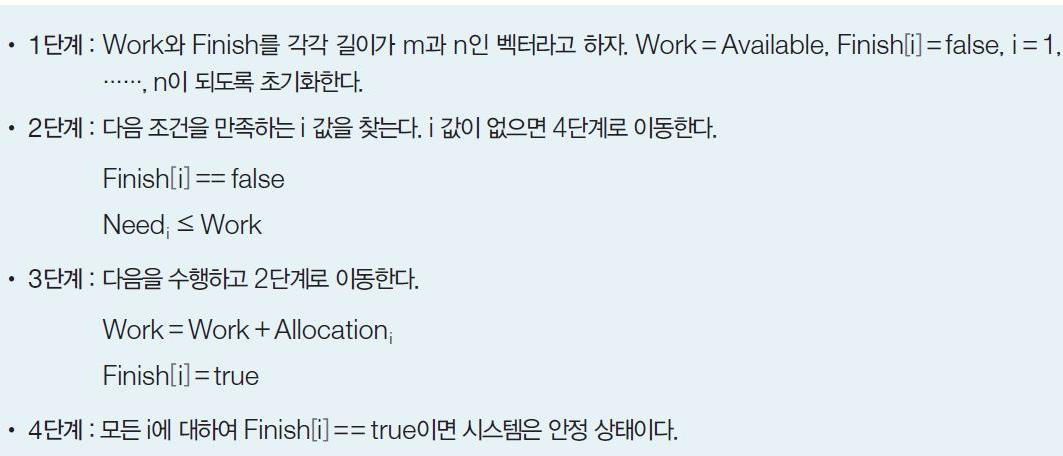 • 1단계 : Work와 Finish를 각각 길이가 m과 n인 벡터라고 하자. Work = Available, Finish[i] = false, i = 1,
……, n이 되도록 초기화한다.
• 2단계 : 다음 조건을 만족하는 i 값을 찾는다. i 값이 없으면 4단계로 이동한다.
Finish[i] == false
Needᵢ ≤ Work
• 3단계 : 다음을 수행하고 2단계로 이동한다.
Work = Work + Allocationᵢ
Finish[i] = true
• 4단계 : 모든 i에 대하여 Finish[i] == true이면 시스템은 안정 상태이다.